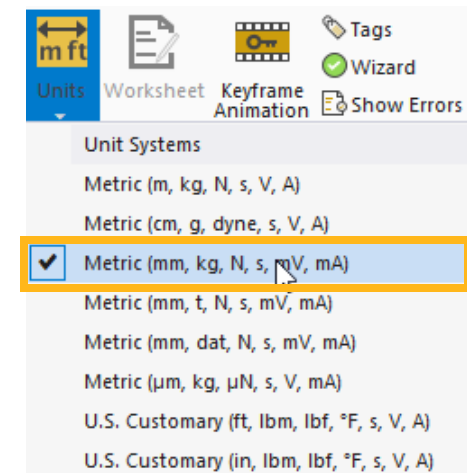 m ft
Units
Worksheet
Keyframe
Animation
Tags
Wizard
Show Errors
Unit Systems
Metric (m, kg, N, s, V, A)
Metric (cm, g, dyne, s, V, A)
Metric (mm, kg, N, s, mV, mA)
Metric (mm, t, N, s, mV, mA)
Metric (mm, dat, N, s, mV, mA)
Metric (μm, kg, μN, s, V, mA)
U.S. Customary (ft, lbm, lbf, °F, s, V, A)
U.S. Customary (in, lbm, lbf, °F, s, V, A)